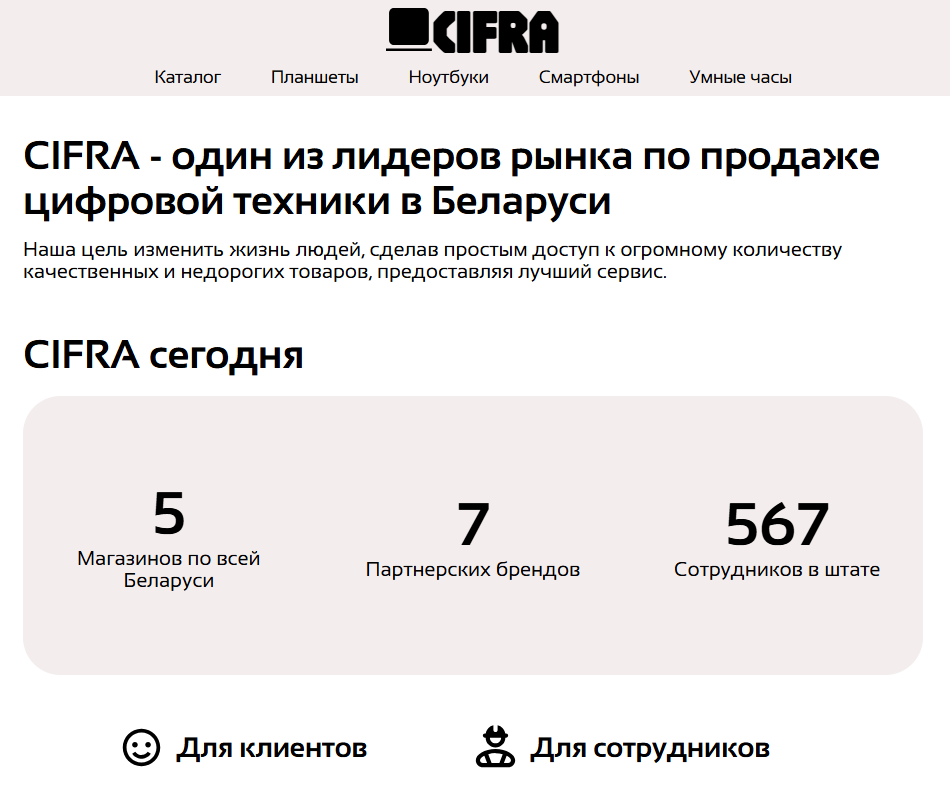 CIFRA
Каталог Планшеты Ноутбуки Смартфоны Умные часы
CIFRA - один из лидеров рынка по продаже
цифровой техники в Беларуси
Наша цель изменить жизнь людей, сделав простым доступ к огромному количеству
качественных и недорогих товаров, предоставляя лучший сервис.
CIFRA сегодня
5
Магазинов по всей
Беларуси
7
Партнерских брендов
567
Сотрудников в штате
Для клиентов
Для сотрудников